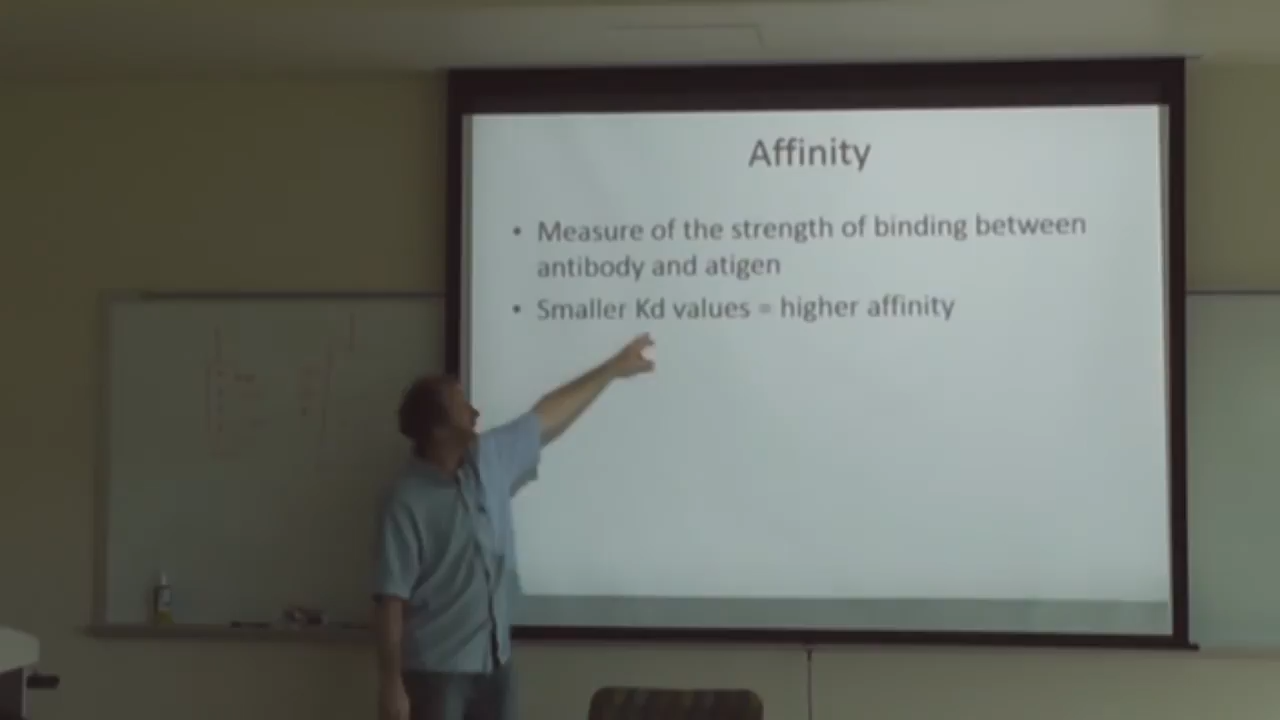 Affinity
• Measure of the strength of binding between
antibody and atigen
• Smaller Kd values = higher affinity